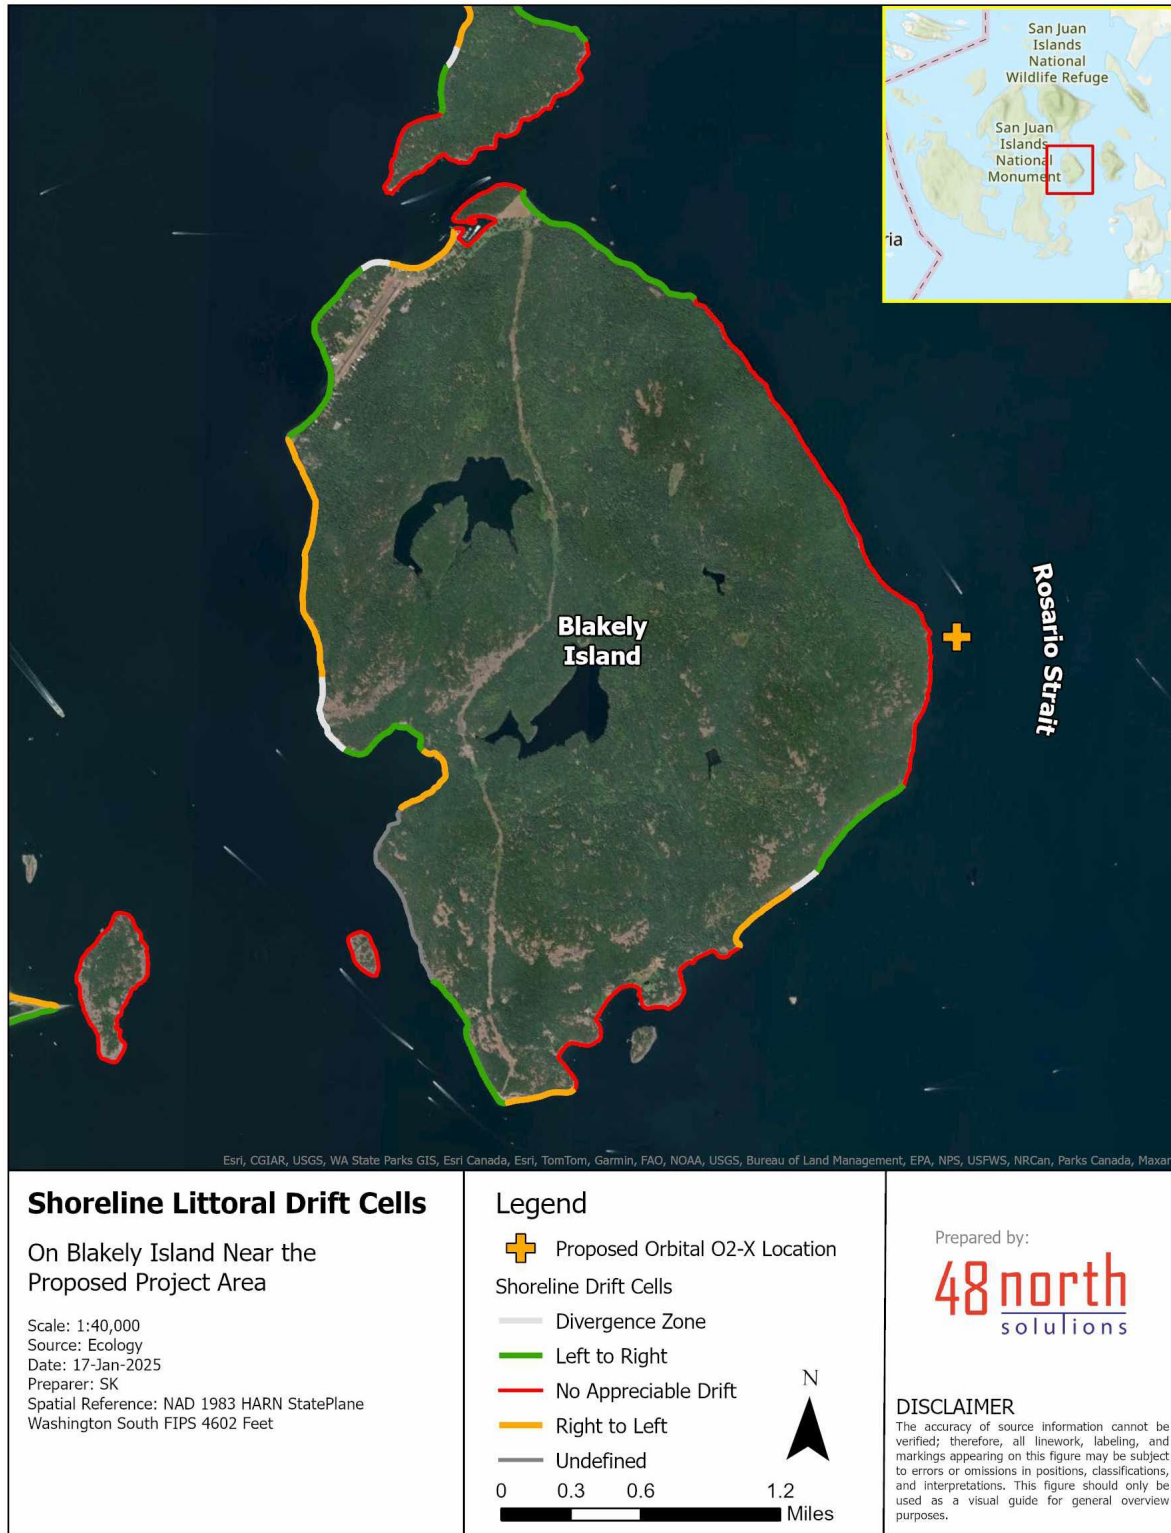 San Juan
Islands
National
Wildlife Refuge
San Juan
Islands
National
Monument
ria
Blakely
Island
Rosario Strait
Esri, CGIAR, USGS, WA State Parks GIS, Esri Canada, Esri, TomTom, Garmin, FAO, NOAA, USGS, Bureau of Land Management, EPA, NPS, USFWS, NRCan, Parks Canada, Maxar
Shoreline Littoral Drift Cells
On Blakely Island Near the
Proposed Project Area
Scale: 1:40,000
Source: Ecology
Date: 17-Jan-2025
Preparer: SK
Spatial Reference: NAD 1983 HARN StatePlane
Washington South FIPS 4602 Feet
Legend
Proposed Orbital O2-X Location
Shoreline Drift Cells
Divergence Zone
Left to Right
No Appreciable Drift
Right to Left
Undefined
N
0 0.3 0.6 1.2
Miles
Prepared by:
48 north
solutions
DISCLAIMER
The accuracy of source information cannot be
verified; therefore, all linework, labeling, and
markings appearing on this figure may be subject
to errors or omissions in positions, classifications,
and interpretations. This figure should only be
used as a visual guide for general overview
purposes.